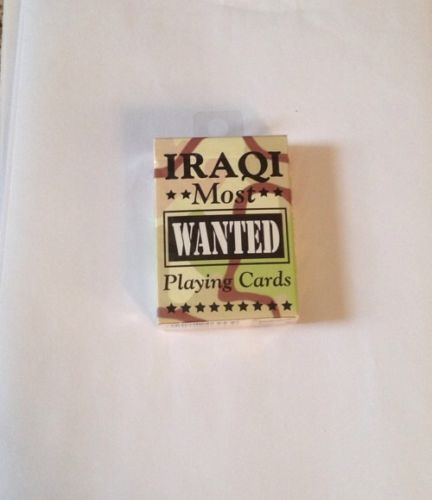 IRAQI
★★Most★★
WANTED
Playing Cards
★★★★★★★★★